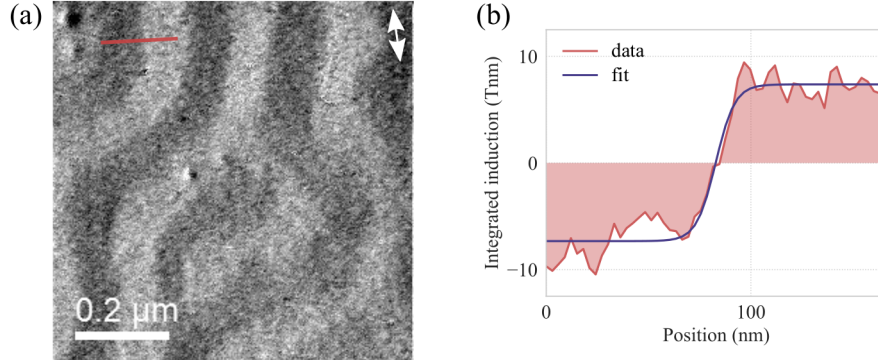 (a)
0.2 µm
(b)
10
0
−10
Integrated induction (Tnm)
data
fit
0
100
Position (nm)